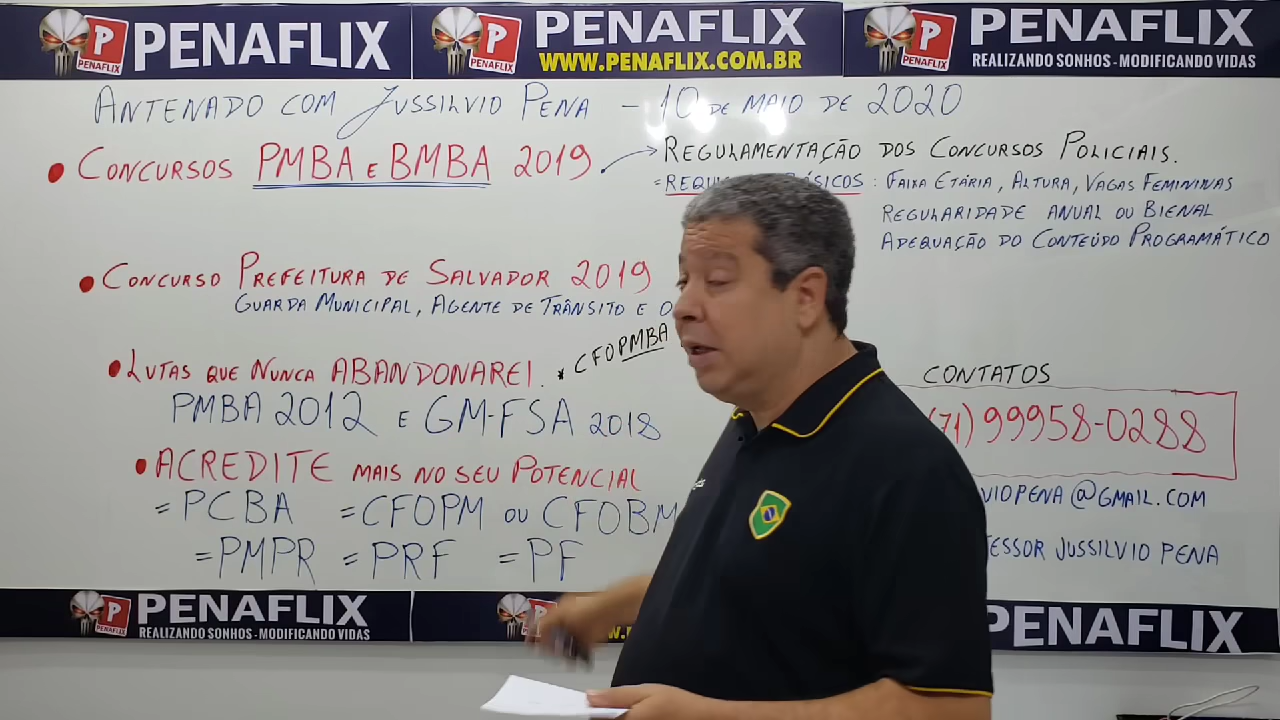 PENAFLIX
P
PENAFLIX
PENAFLIX
WWW.PENAFLIX.COM.BR
P
PENAFLIX
PENAFLIX
REALIZANDO SONHOS - MODIFICANDO VIDAS
P
PENAFLIX
ANTENADO COM JUSSILVIO PENA - 10 DE MAIO DE 2020
• CONCURSOS PMBA E BMBA 2019
REGULAMENTAÇÃO DOS CONCURSOS POLICIAIS.
= : FAIXA ETÁRIA, ALTURA, VAGAS FEMININAS
REGULARIDADE ANUAL OU BIENAL
ADEQUAÇÃO DO CONTEÚDO PROGRAMÁTICO
• CONCURSO PREFEITURA DE SALVADOR 2019
GUARDA MUNICIPAL, AGENTE DE TRÂNSITO E O
• LUTAS QUE NUNCA ABANDONAREI. * CFOPMBA
PMBA 2012 E GM-FSA 2018
• ACREDITE MAIS NO SEU POTENCIAL
= PCBA = CFOPM OU CFOBM
= PMPR = PRF = PF
CONTATOS
(71) 99958-0288
VIOPENA@GMAIL.COM
ESSOR JUSSILVIO PENA
PENAFLIX
REALIZANDO SONHOS - MODIFICANDO VIDAS
P
PENAFLIX
PENAFLIX